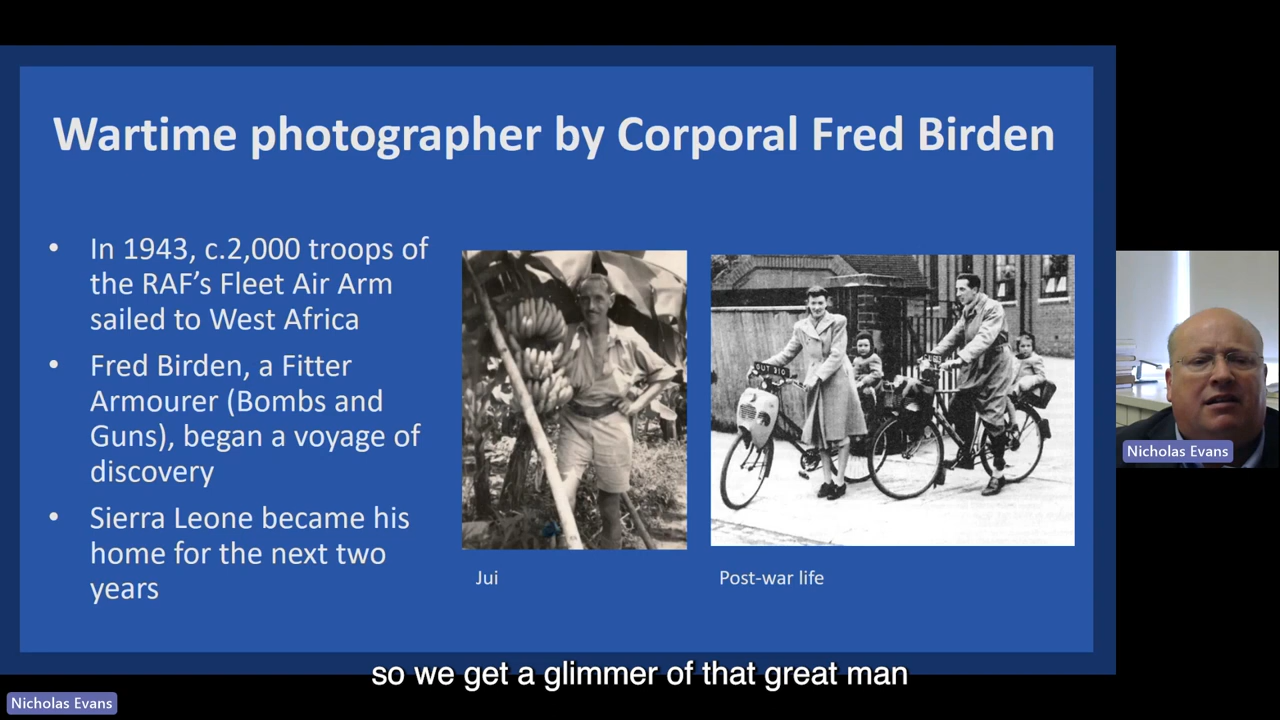 Wartime photographer by Corporal Fred Birden
• In 1943, c.2,000 troops of
the RAF’s Fleet Air Arm
sailed to West Africa
• Fred Birden, a Fitter
Armourer (Bombs and
Guns), began a voyage of
discovery
• Sierra Leone became his
home for the next two
years
Jui
Post-war life
Nicholas Evans
so we get a glimmer of that great man
Nicholas Evans